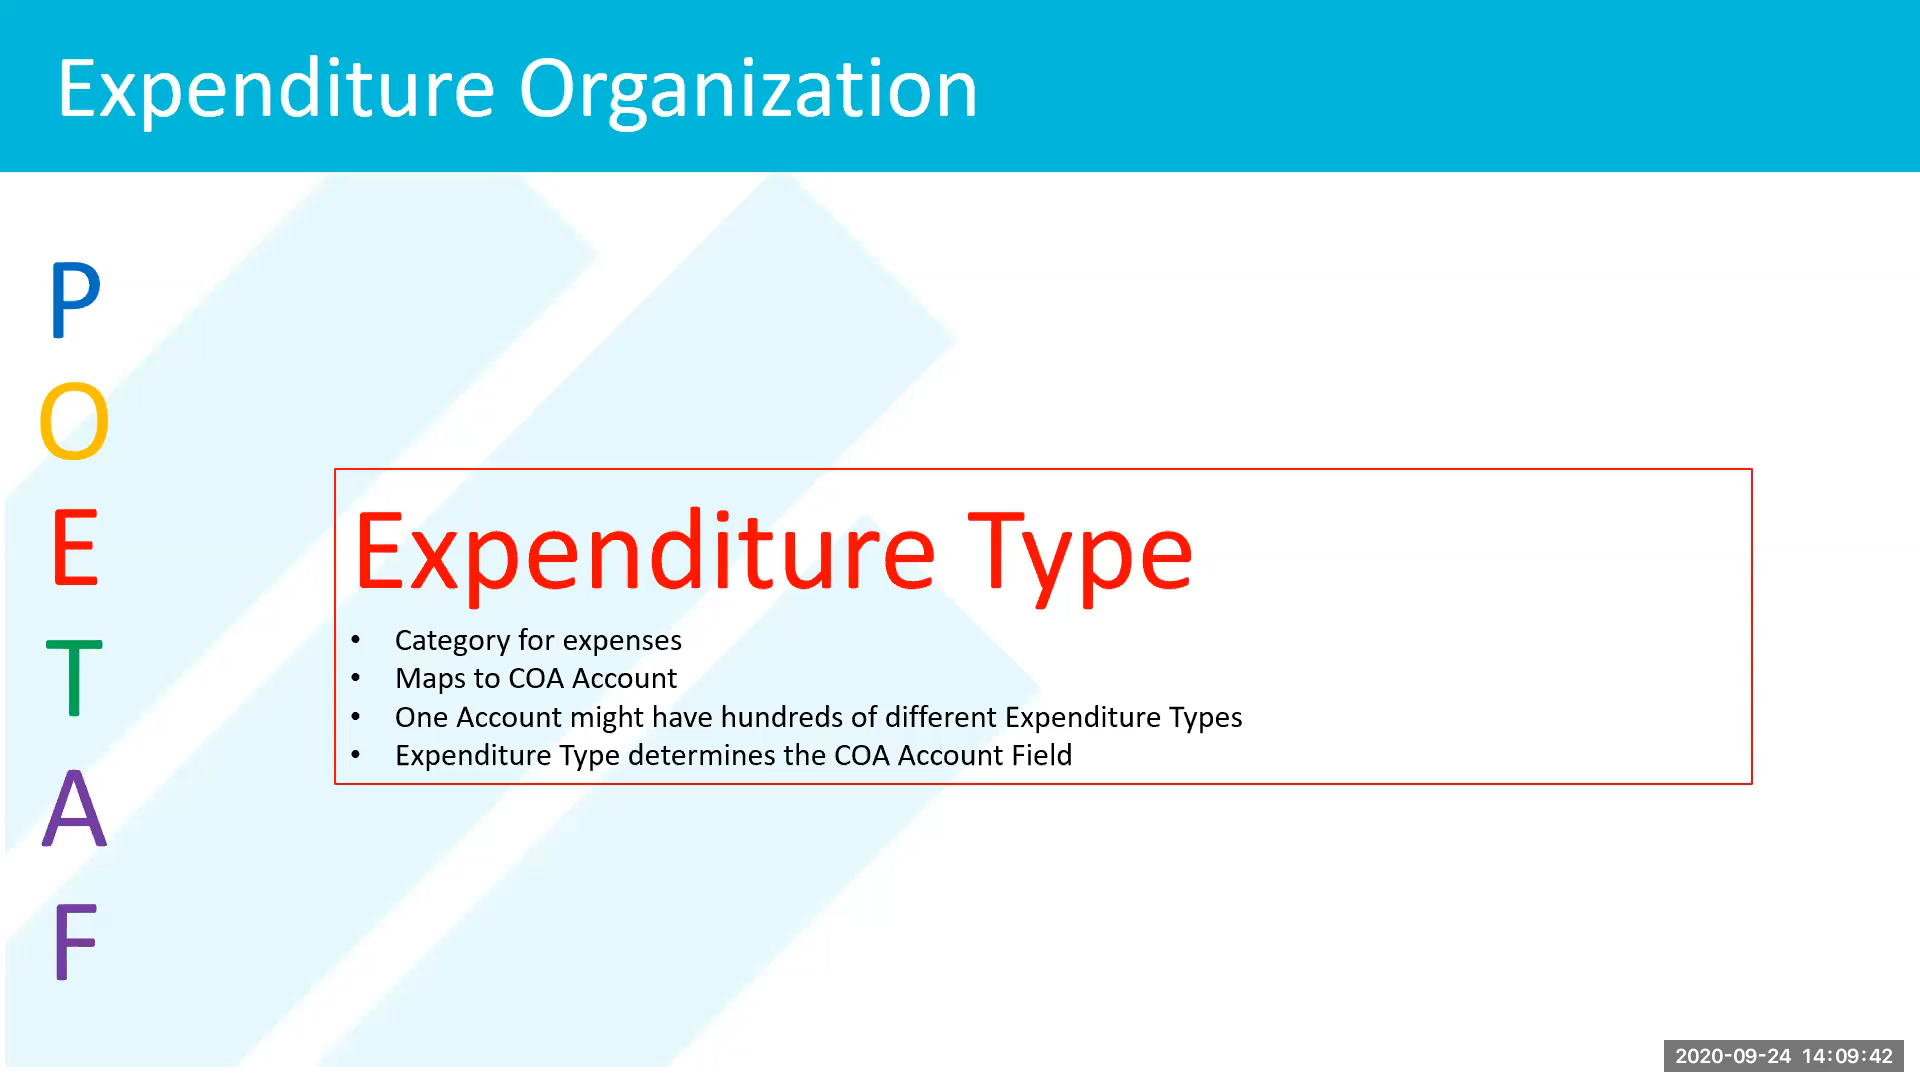 Expenditure Organization
P
O
E
T
A
F
Expenditure Type
• Category for expenses
• Maps to COA Account
• One Account might have hundreds of different Expenditure Types
• Expenditure Type determines the COA Account Field
2020-09-24 14:09:42